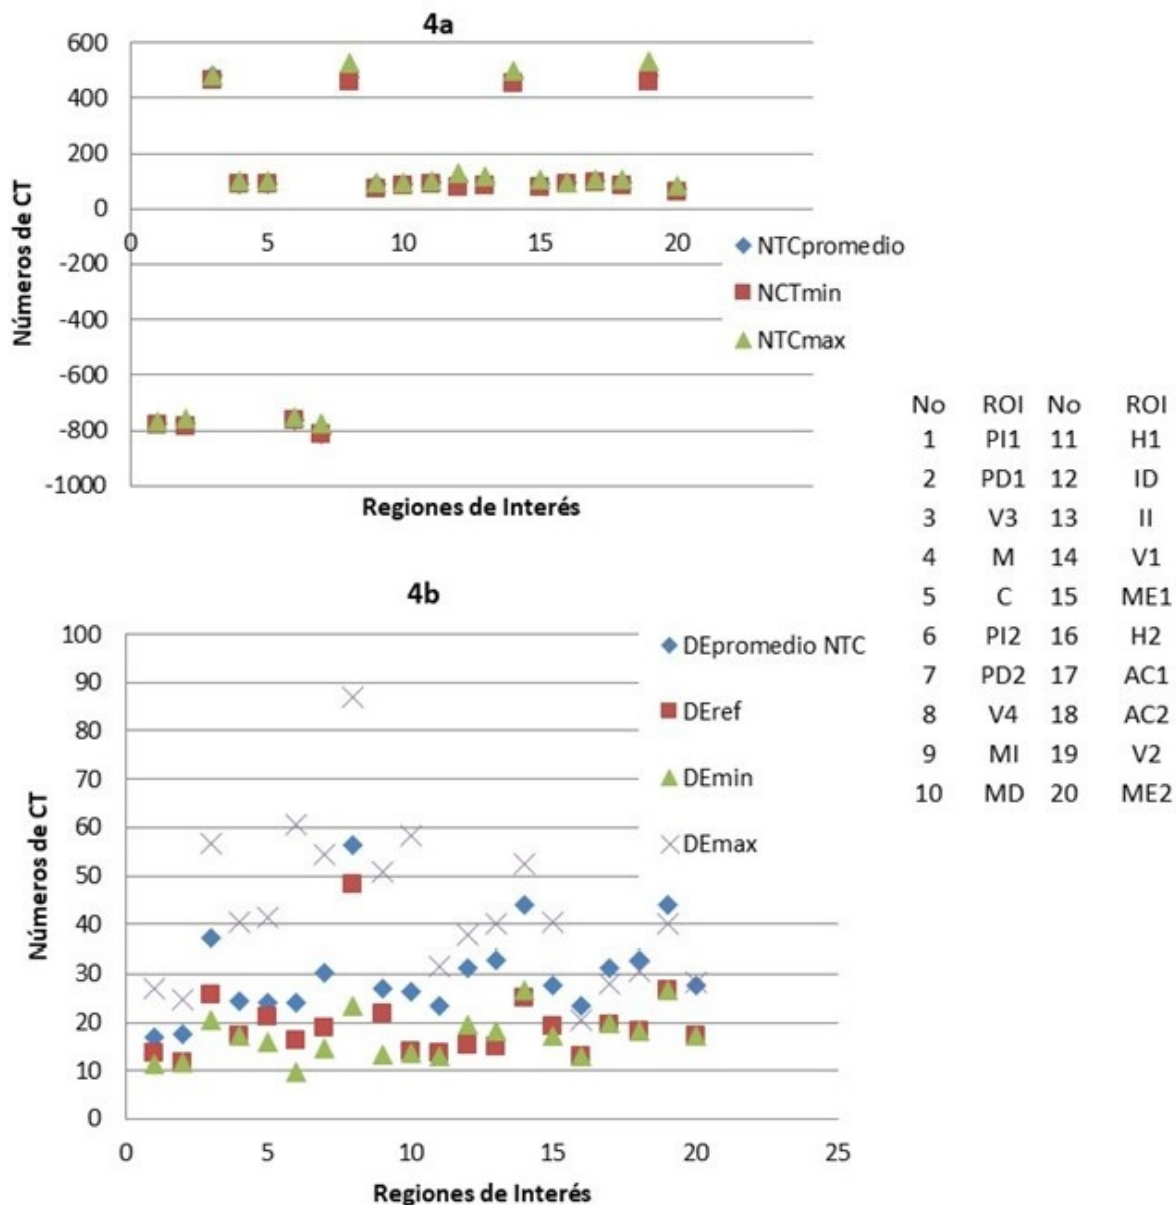 4a
600
400
200
0
-200
-400
-600
-800
-1000
0 5 10 15 20
Números de CT
Regiones de Interés
NTCpromedio
NCTmin
NTCmax
No ROI No ROI
1 PI1 11 H1
2 PD1 12 ID
3 V3 13 II
4 M 14 V1
5 C 15 ME1
6 PI2 16 H2
7 PD2 17 AC1
8 V4 18 AC2
9 MI 19 V2
10 MD 20 ME2
4b
100
90
80
70
60
50
40
30
20
10
0
0 5 10 15 20 25
Números de CT
Regiones de Interés
DEpromedio NTC
DEref
DEmin
DEmax